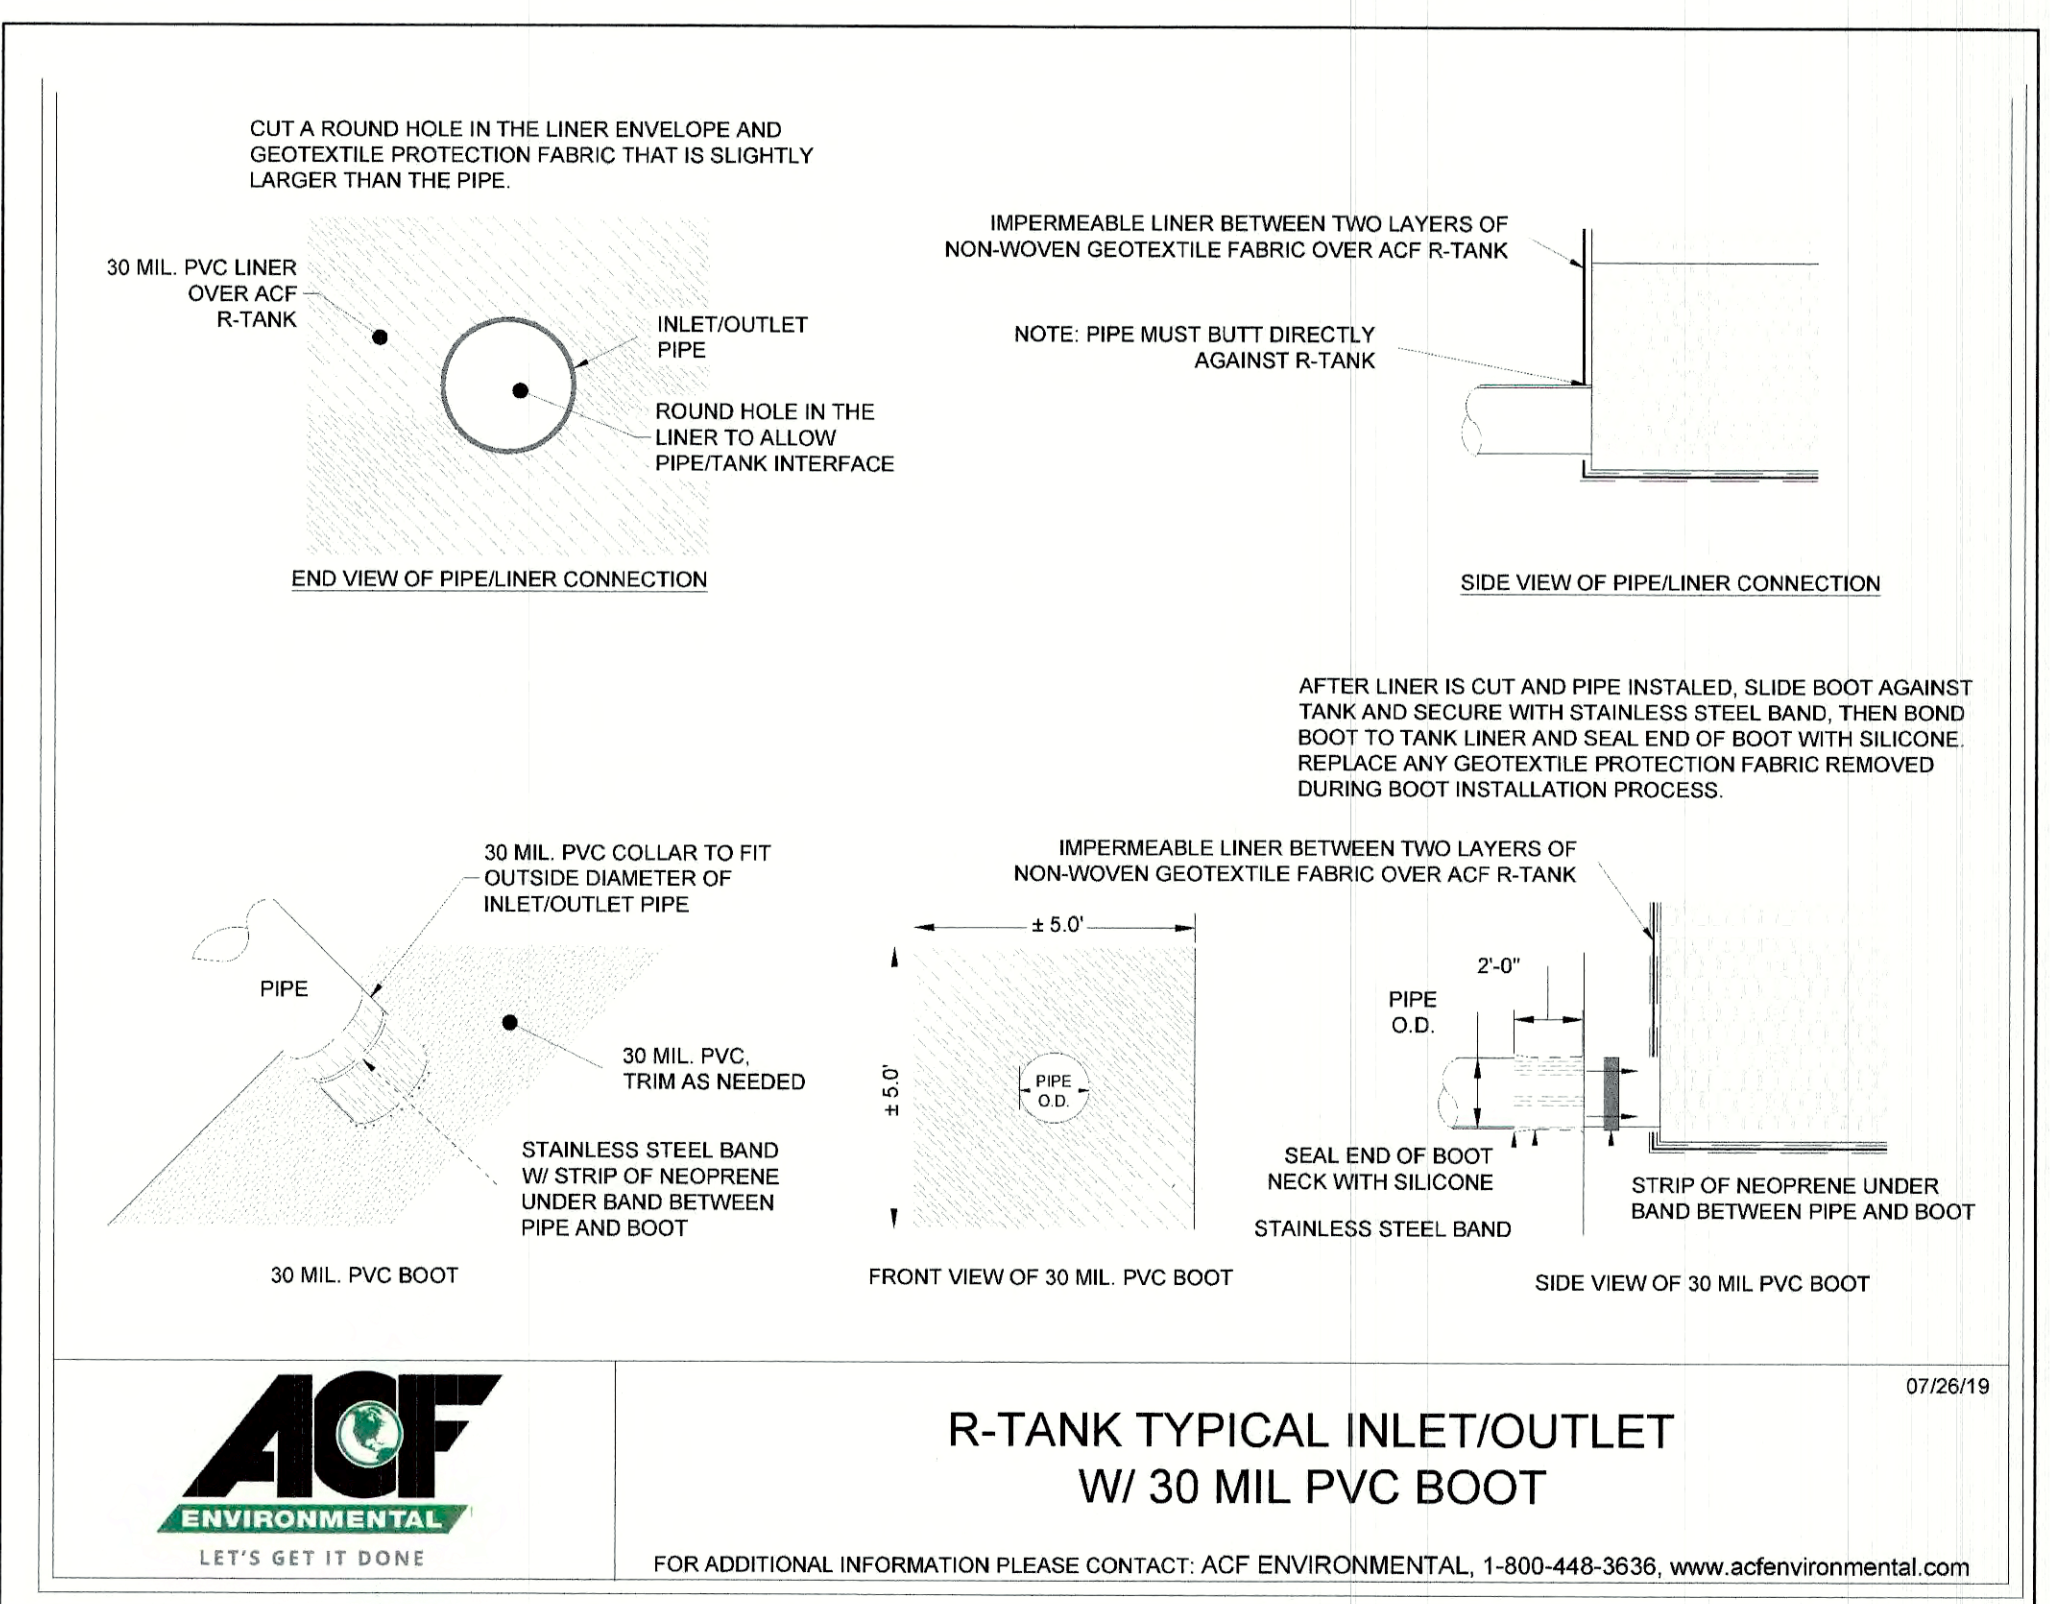 CUT A ROUND HOLE IN THE LINER ENVELOPE AND
GEOTEXTILE PROTECTION FABRIC THAT IS SLIGHTLY
LARGER THAN THE PIPE.
30 MIL. PVC LINER
OVER ACF
R-TANK
INLET/OUTLET
PIPE
ROUND HOLE IN THE
LINER TO ALLOW
PIPE/TANK INTERFACE
END VIEW OF PIPE/LINER CONNECTION
IMPERMEABLE LINER BETWEEN TWO LAYERS OF
NON-WOVEN GEOTEXTILE FABRIC OVER ACF R-TANK
NOTE: PIPE MUST BUTT DIRECTLY
AGAINST R-TANK
SIDE VIEW OF PIPE/LINER CONNECTION
AFTER LINER IS CUT AND PIPE INSTALED, SLIDE BOOT AGAINST
TANK AND SECURE WITH STAINLESS STEEL BAND, THEN BOND
BOOT TO TANK LINER AND SEAL END OF BOOT WITH SILICONE.
REPLACE ANY GEOTEXTILE PROTECTION FABRIC REMOVED
DURING BOOT INSTALLATION PROCESS.
30 MIL. PVC COLLAR TO FIT
OUTSIDE DIAMETER OF
INLET/OUTLET PIPE
PIPE
30 MIL. PVC,
TRIM AS NEEDED
STAINLESS STEEL BAND
W/ STRIP OF NEOPRENE
UNDER BAND BETWEEN
PIPE AND BOOT
30 MIL. PVC BOOT
± 5.0'
± 5.0'
PIPE
O.D.
FRONT VIEW OF 30 MIL. PVC BOOT
IMPERMEABLE LINER BETWEEN TWO LAYERS OF
NON-WOVEN GEOTEXTILE FABRIC OVER ACF R-TANK
2'-0"
PIPE
O.D.
SEAL END OF BOOT
NECK WITH SILICONE
STAINLESS STEEL BAND
STRIP OF NEOPRENE UNDER
BAND BETWEEN PIPE AND BOOT
SIDE VIEW OF 30 MIL PVC BOOT
ACF
ENVIRONMENTAL
LET'S GET IT DONE
07/26/19
R-TANK TYPICAL INLET/OUTLET
W/ 30 MIL PVC BOOT
FOR ADDITIONAL INFORMATION PLEASE CONTACT: ACF ENVIRONMENTAL, 1-800-448-3636, www.acfenvironmental.com